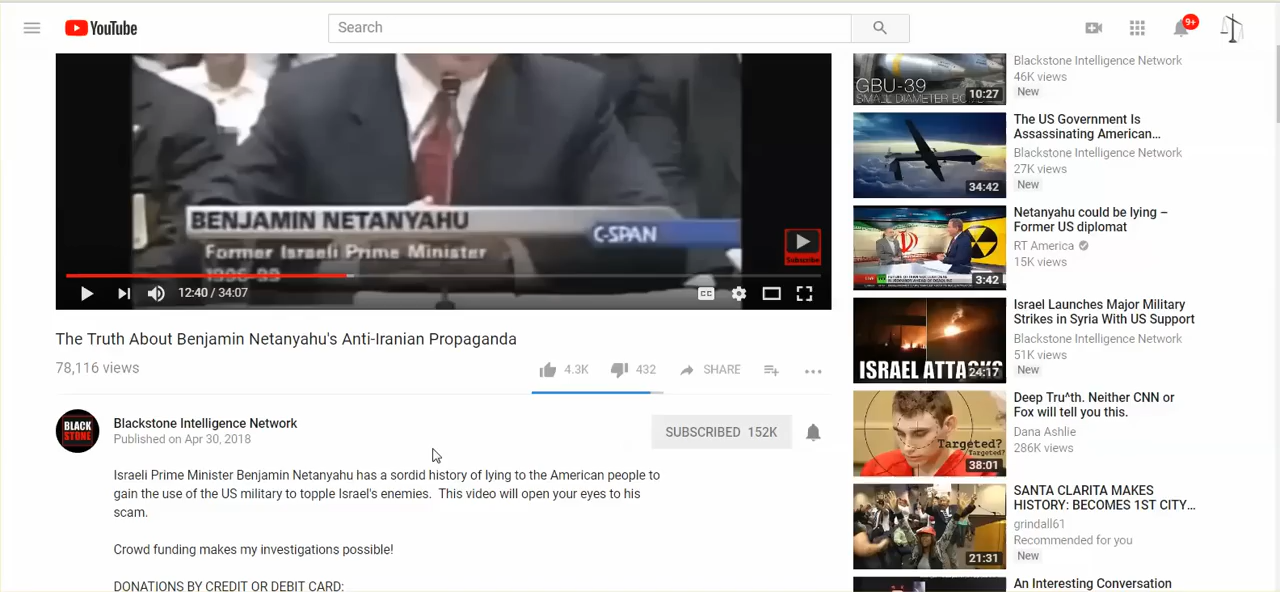 YouTube
Search
9+
BENJAMIN NETANYAHU
C-SPAN
Former Israeli Prime Minister
1996-99
Subscribe
12:40 / 34:07
CC
The Truth About Benjamin Netanyahu's Anti-Iranian Propaganda
78,116 views
4.3K
432
SHARE
BLACK
STONE
Blackstone Intelligence Network
Published on Apr 30, 2018
SUBSCRIBED 152K
Israeli Prime Minister Benjamin Netanyahu has a sordid history of lying to the American people to
gain the use of the US military to topple Israel's enemies. This video will open your eyes to his
scam.
Crowd funding makes my investigations possible!
DONATIONS BY CREDIT OR DEBIT CARD:
GBU-39
SMALL DIAMETER
10:27
Blackstone Intelligence Network
46K views
New
34:42
The US Government Is
Assassinating American...
Blackstone Intelligence Network
27K views
New
3:42
Netanyahu could be lying –
Former US diplomat
RT America
15K views
ISRAEL ATTACKS
24:17
Israel Launches Major Military
Strikes in Syria With US Support
Blackstone Intelligence Network
51K views
New
Targeted?
Targeted?
38:01
Deep Tru^th. Neither CNN or
Fox will tell you this.
Dana Ashlie
286K views
21:31
SANTA CLARITA MAKES
HISTORY: BECOMES 1ST CITY...
grindall61
Recommended for you
New
An Interesting Conversation